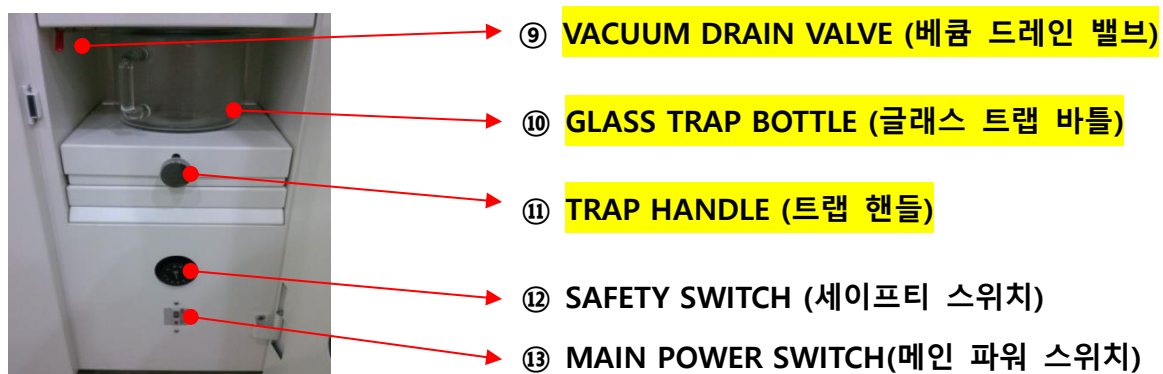 ⑨ VACUUM DRAIN VALVE (베큠 드레인 밸브)
⑩ GLASS TRAP BOTTLE (글래스 트랩 바틀)
⑪ TRAP HANDLE (트랩 핸들)
⑫ SAFETY SWITCH (세이프티 스위치)
⑬ MAIN POWER SWITCH(메인 파워 스위치)